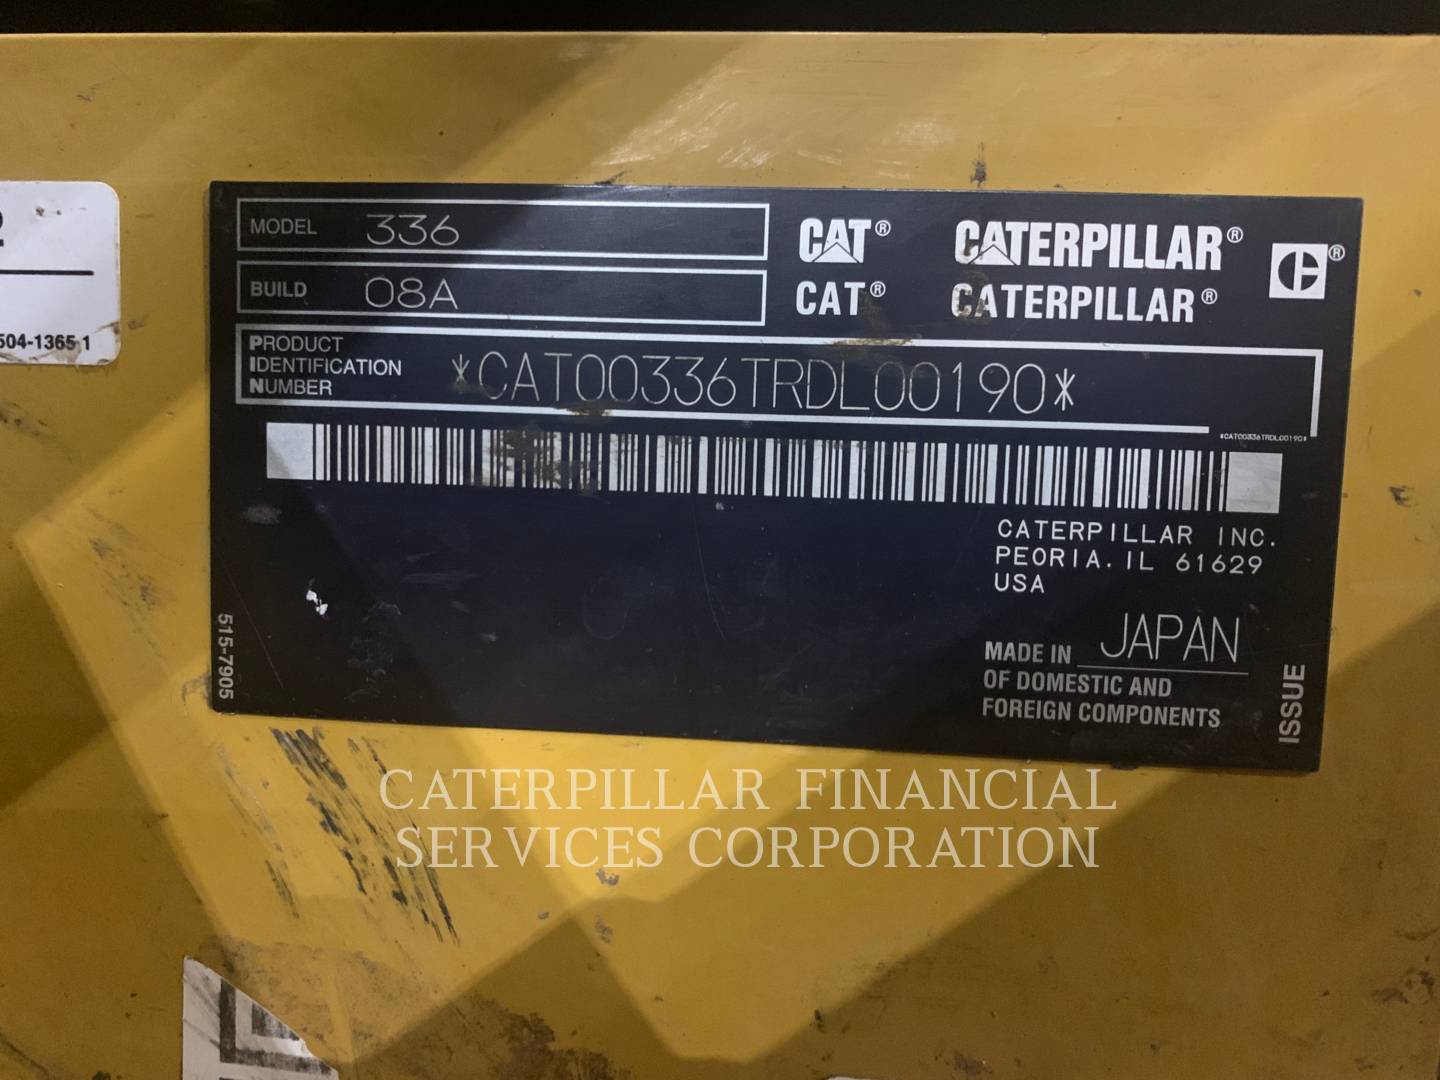 2
504-1365 1
MODEL 336
BUILD 08A
CAT® CATERPILLAR® ®
CAT® CATERPILLAR®
PRODUCT
IDENTIFICATION
NUMBER
*CAT00336TRDL00190*
*CAT00336TRDL00190*
CATERPILLAR INC.
PEORIA. IL 61629
USA
MADE IN JAPAN
OF DOMESTIC AND
FOREIGN COMPONENTS
515-7905
ISSUE
CATERPILLAR FINANCIAL
SERVICES CORPORATION